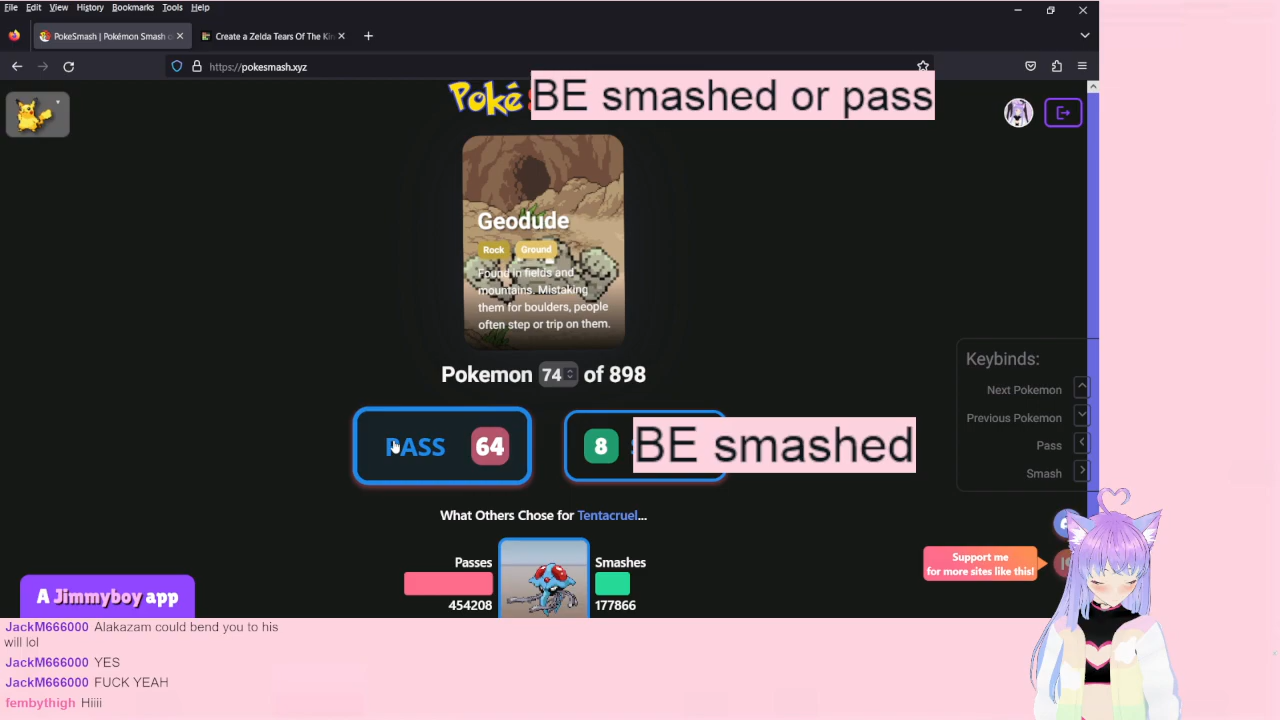 File Edit View History Bookmarks Tools Help
PokeSmash | Pokémon Smash o
Create a Zelda Tears Of The Kin
https://pokesmash.xyz
Poké BE smashed or pass
Geodude
Rock Ground
Found in fields and
mountains. Mistaking
them for boulders, people
often step or trip on them.
Pokemon 74 of 898
PASS 64
8 BE smashed
Keybinds:
Next Pokemon
Previous Pokemon
Pass
Smash
What Others Chose for Tentacruel...
Passes
454208
Smashes
177866
Support me
for more sites like this!
A Jimmyboy app
JackM666000 Alakazam could bend you to his
will lol
JackM666000 YES
JackM666000 FUCK YEAH
fembythigh Hiiii